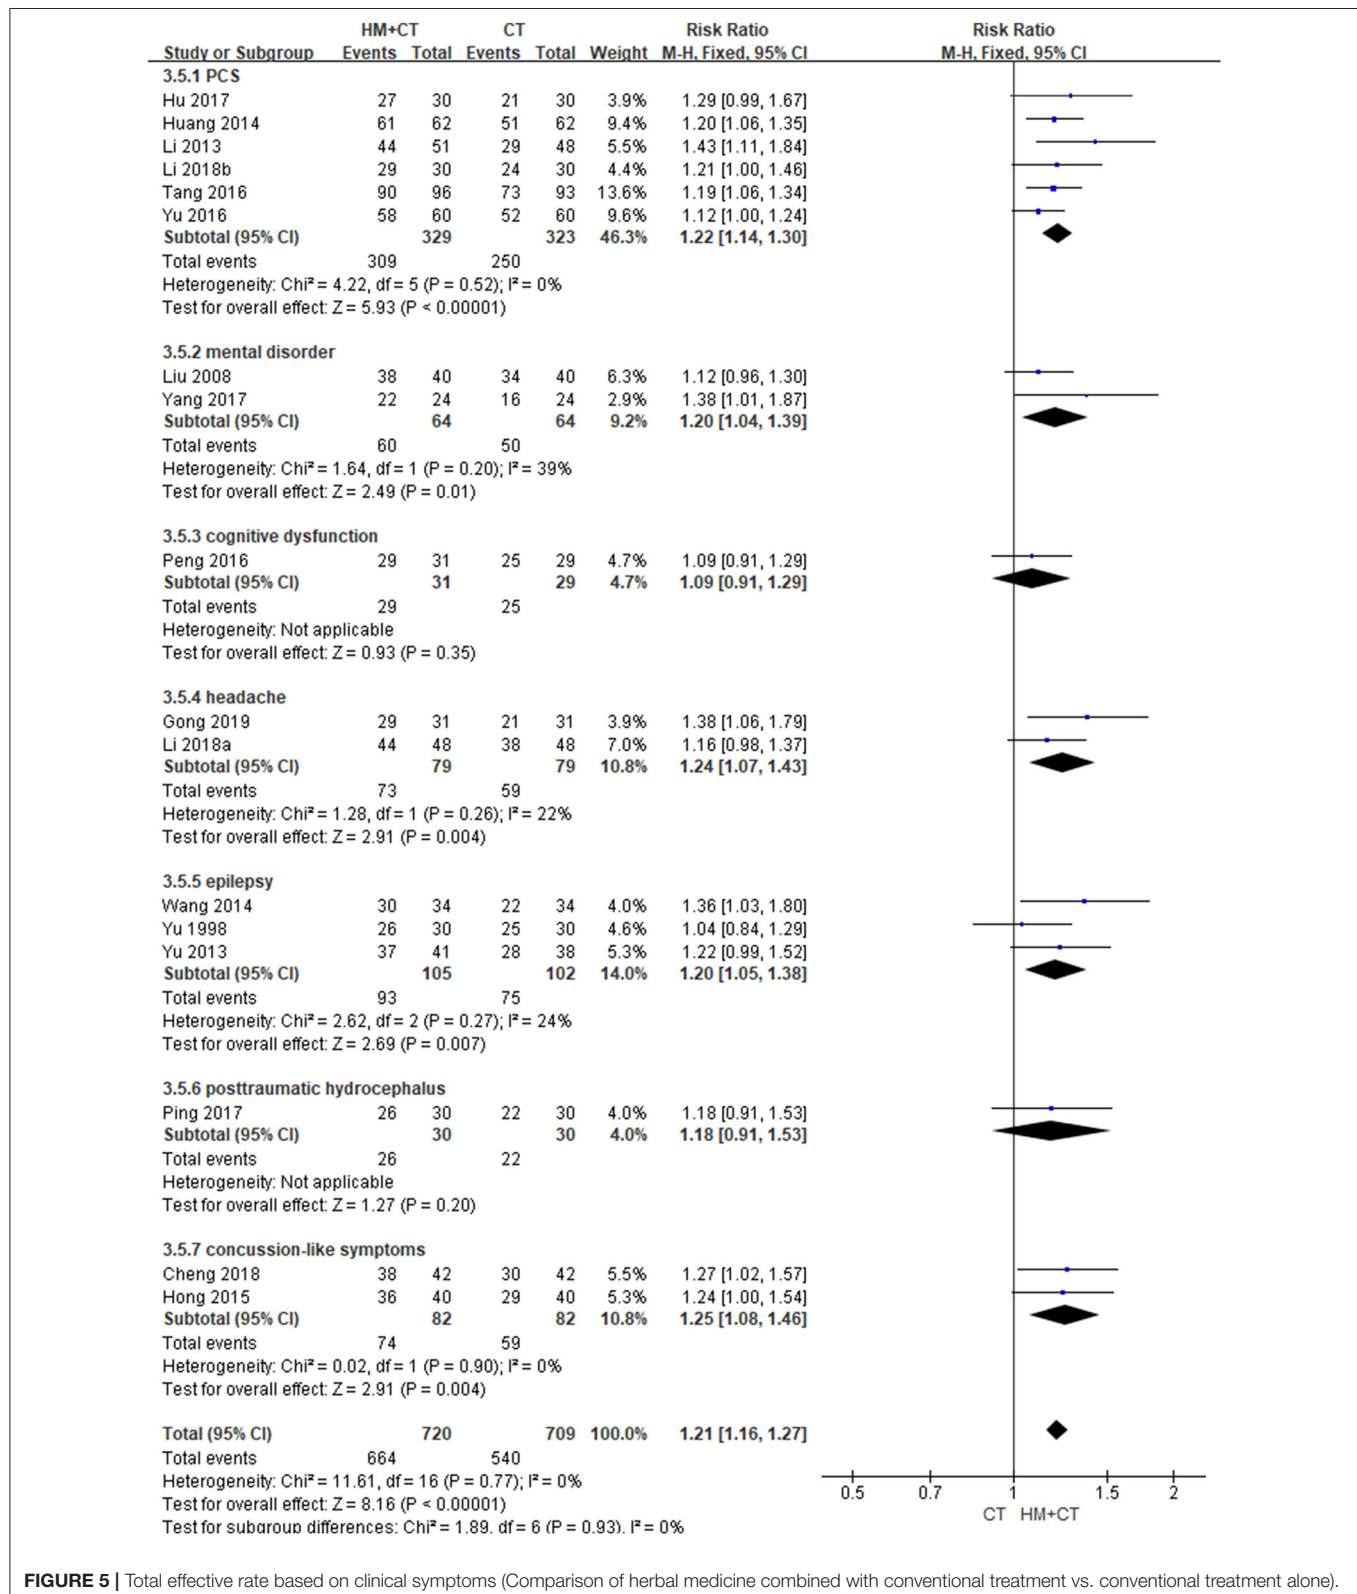 HM+CT CT Risk Ratio Risk Ratio
Study or Subgroup Events Total Events Total Weight M-H, Fixed, 95% CI M-H, Fixed, 95% CI
3.5.1 PCS
Hu 2017 27 30 21 30 3.9% 1.29 [0.99, 1.67]
Huang 2014 61 62 51 62 9.4% 1.20 [1.06, 1.35]
Li 2013 44 51 29 48 5.5% 1.43 [1.11, 1.84]
Li 2018b 29 30 24 30 4.4% 1.21 [1.00, 1.46]
Tang 2016 90 96 73 93 13.6% 1.19 [1.06, 1.34]
Yu 2016 58 60 52 60 9.6% 1.12 [1.00, 1.24]
Subtotal (95% CI) 329 323 46.3% 1.22 [1.14, 1.30]
Total events 309 250
Heterogeneity: Chi² = 4.22, df = 5 (P = 0.52); I² = 0%
Test for overall effect: Z = 5.93 (P < 0.00001)
3.5.2 mental disorder
Liu 2008 38 40 34 40 6.3% 1.12 [0.96, 1.30]
Yang 2017 22 24 16 24 2.9% 1.38 [1.01, 1.87]
Subtotal (95% CI) 64 64 9.2% 1.20 [1.04, 1.39]
Total events 60 50
Heterogeneity: Chi² = 1.64, df = 1 (P = 0.20); I² = 39%
Test for overall effect: Z = 2.49 (P = 0.01)
3.5.3 cognitive dysfunction
Peng 2016 29 31 25 29 4.7% 1.09 [0.91, 1.29]
Subtotal (95% CI) 31 29 4.7% 1.09 [0.91, 1.29]
Total events 29 25
Heterogeneity: Not applicable
Test for overall effect: Z = 0.93 (P = 0.35)
3.5.4 headache
Gong 2019 29 31 21 31 3.9% 1.38 [1.06, 1.79]
Li 2018a 44 48 38 48 7.0% 1.16 [0.98, 1.37]
Subtotal (95% CI) 79 79 10.8% 1.24 [1.07, 1.43]
Total events 73 59
Heterogeneity: Chi² = 1.28, df = 1 (P = 0.26); I² = 22%
Test for overall effect: Z = 2.91 (P = 0.004)
3.5.5 epilepsy
Wang 2014 30 34 22 34 4.0% 1.36 [1.03, 1.80]
Yu 1998 26 30 25 30 4.6% 1.04 [0.84, 1.29]
Yu 2013 37 41 28 38 5.3% 1.22 [0.99, 1.52]
Subtotal (95% CI) 105 102 14.0% 1.20 [1.05, 1.38]
Total events 93 75
Heterogeneity: Chi² = 2.62, df = 2 (P = 0.27); I² = 24%
Test for overall effect: Z = 2.69 (P = 0.007)
3.5.6 posttraumatic hydrocephalus
Ping 2017 26 30 22 30 4.0% 1.18 [0.91, 1.53]
Subtotal (95% CI) 30 30 4.0% 1.18 [0.91, 1.53]
Total events 26 22
Heterogeneity: Not applicable
Test for overall effect: Z = 1.27 (P = 0.20)
3.5.7 concussion-like symptoms
Cheng 2018 38 42 30 42 5.5% 1.27 [1.02, 1.57]
Hong 2015 36 40 29 40 5.3% 1.24 [1.00, 1.54]
Subtotal (95% CI) 82 82 10.8% 1.25 [1.08, 1.46]
Total events 74 59
Heterogeneity: Chi² = 0.02, df = 1 (P = 0.90); I² = 0%
Test for overall effect: Z = 2.91 (P = 0.004)
Total (95% CI) 720 709 100.0% 1.21 [1.16, 1.27]
Total events 664 540
Heterogeneity: Chi² = 11.61, df = 16 (P = 0.77); I² = 0%
Test for overall effect: Z = 8.16 (P < 0.00001)
Test for subgroup differences: Chi² = 1.89, df = 6 (P = 0.93), I² = 0%
0.5 0.7 1 1.5 2
CT HM+CT
FIGURE 5 | Total effective rate based on clinical symptoms (Comparison of herbal medicine combined with conventional treatment vs. conventional treatment alone).